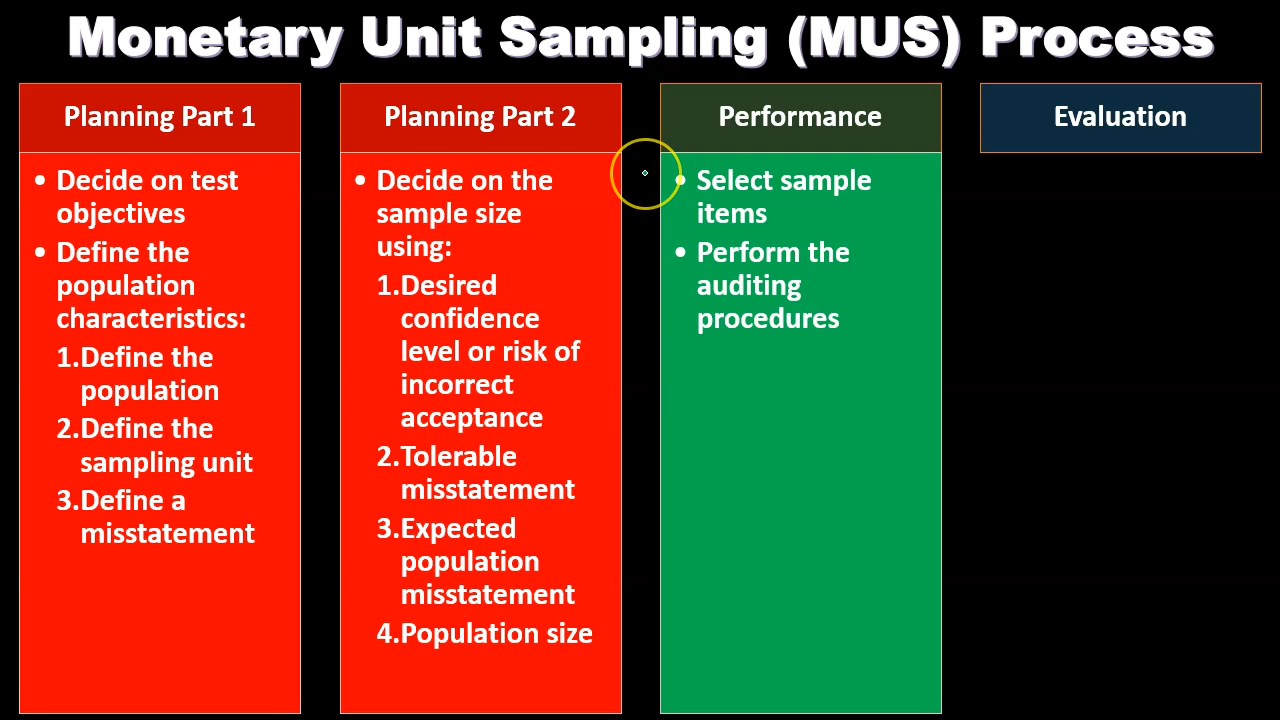 Monetary Unit Sampling (MUS) Process
Planning Part 1
• Decide on test
objectives
• Define the
population
characteristics:
1.Define the
population
2.Define the
sampling unit
3.Define a
misstatement
Planning Part 2
• Decide on the
sample size
using:
1.Desired
confidence
level or risk of
incorrect
acceptance
2.Tolerable
misstatement
3.Expected
population
misstatement
4.Population size
Performance
• Select sample
items
• Perform the
auditing
procedures
Evaluation